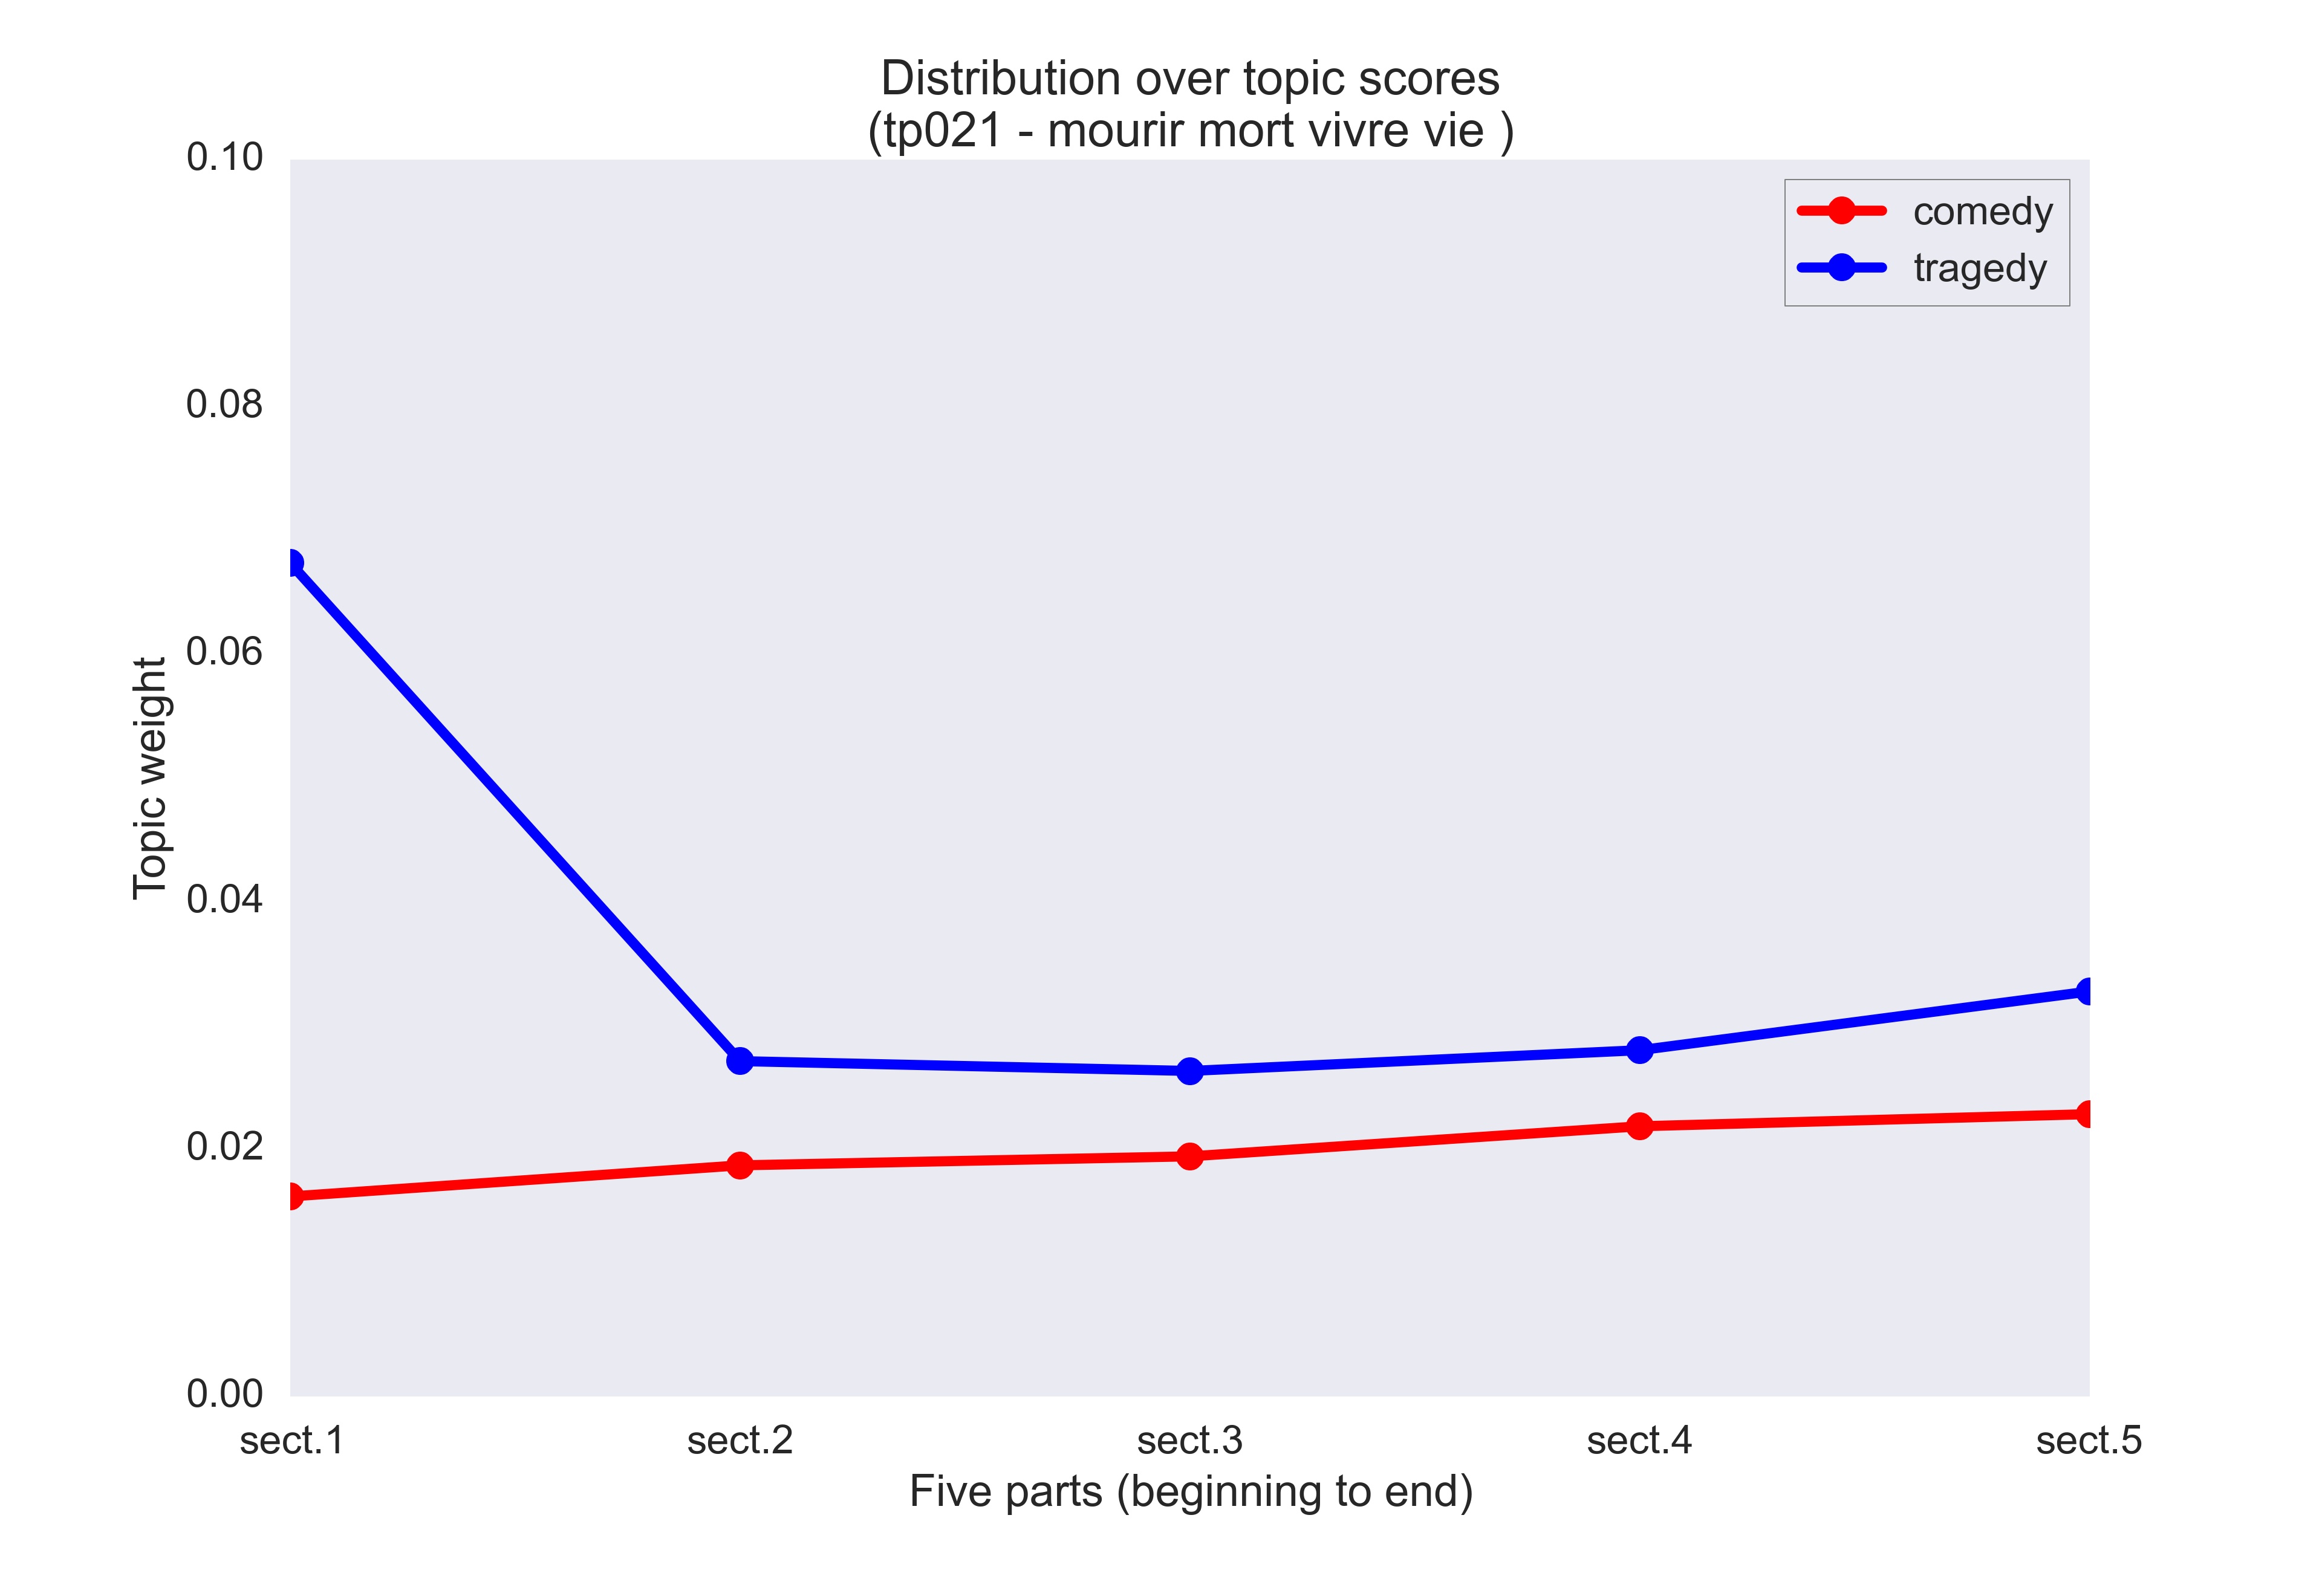 Distribution over topic scores
(tp021 - mourir mort vivre vie )
0.10
0.08
0.06
0.04
0.02
0.00
Topic weight
comedy
tragedy
sect.1 sect.2 sect.3 sect.4 sect.5
Five parts (beginning to end)